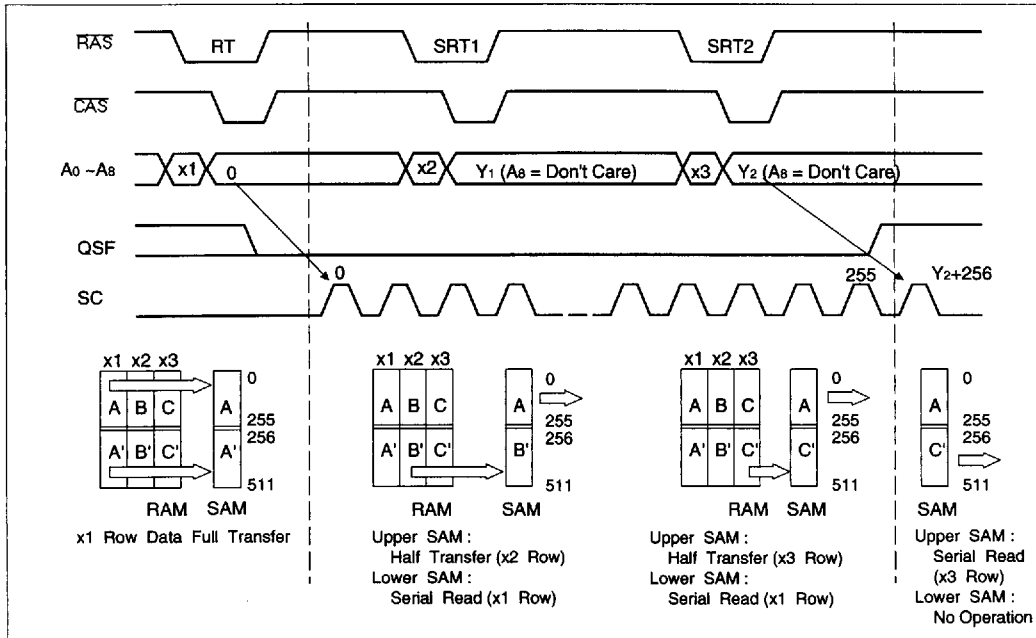 RAS RT SRT1 SRT2
CAS
A0 ~A8 x1 0 x2 Y1 (A8 = Don't Care) x3 Y2 (A8 = Don't Care)
QSF
0 255 Y2+256
SC
x1 x2 x3 x1 x2 x3 x1 x2 x3
0 0 0 0
A B C A A B C A A B C A A
255 255 255 255
256 256 256 256
A' B' C' A' A' B' C' B' A' B' C' C' C'
511 511 511 511
RAM SAM RAM SAM RAM SAM SAM
x1 Row Data Full Transfer
Upper SAM :
Half Transfer (x2 Row)
Lower SAM :
Serial Read (x1 Row)
Upper SAM :
Half Transfer (x3 Row)
Lower SAM :
Serial Read (x1 Row)
Upper SAM :
Serial Read
(x3 Row)
Lower SAM :
No Operation